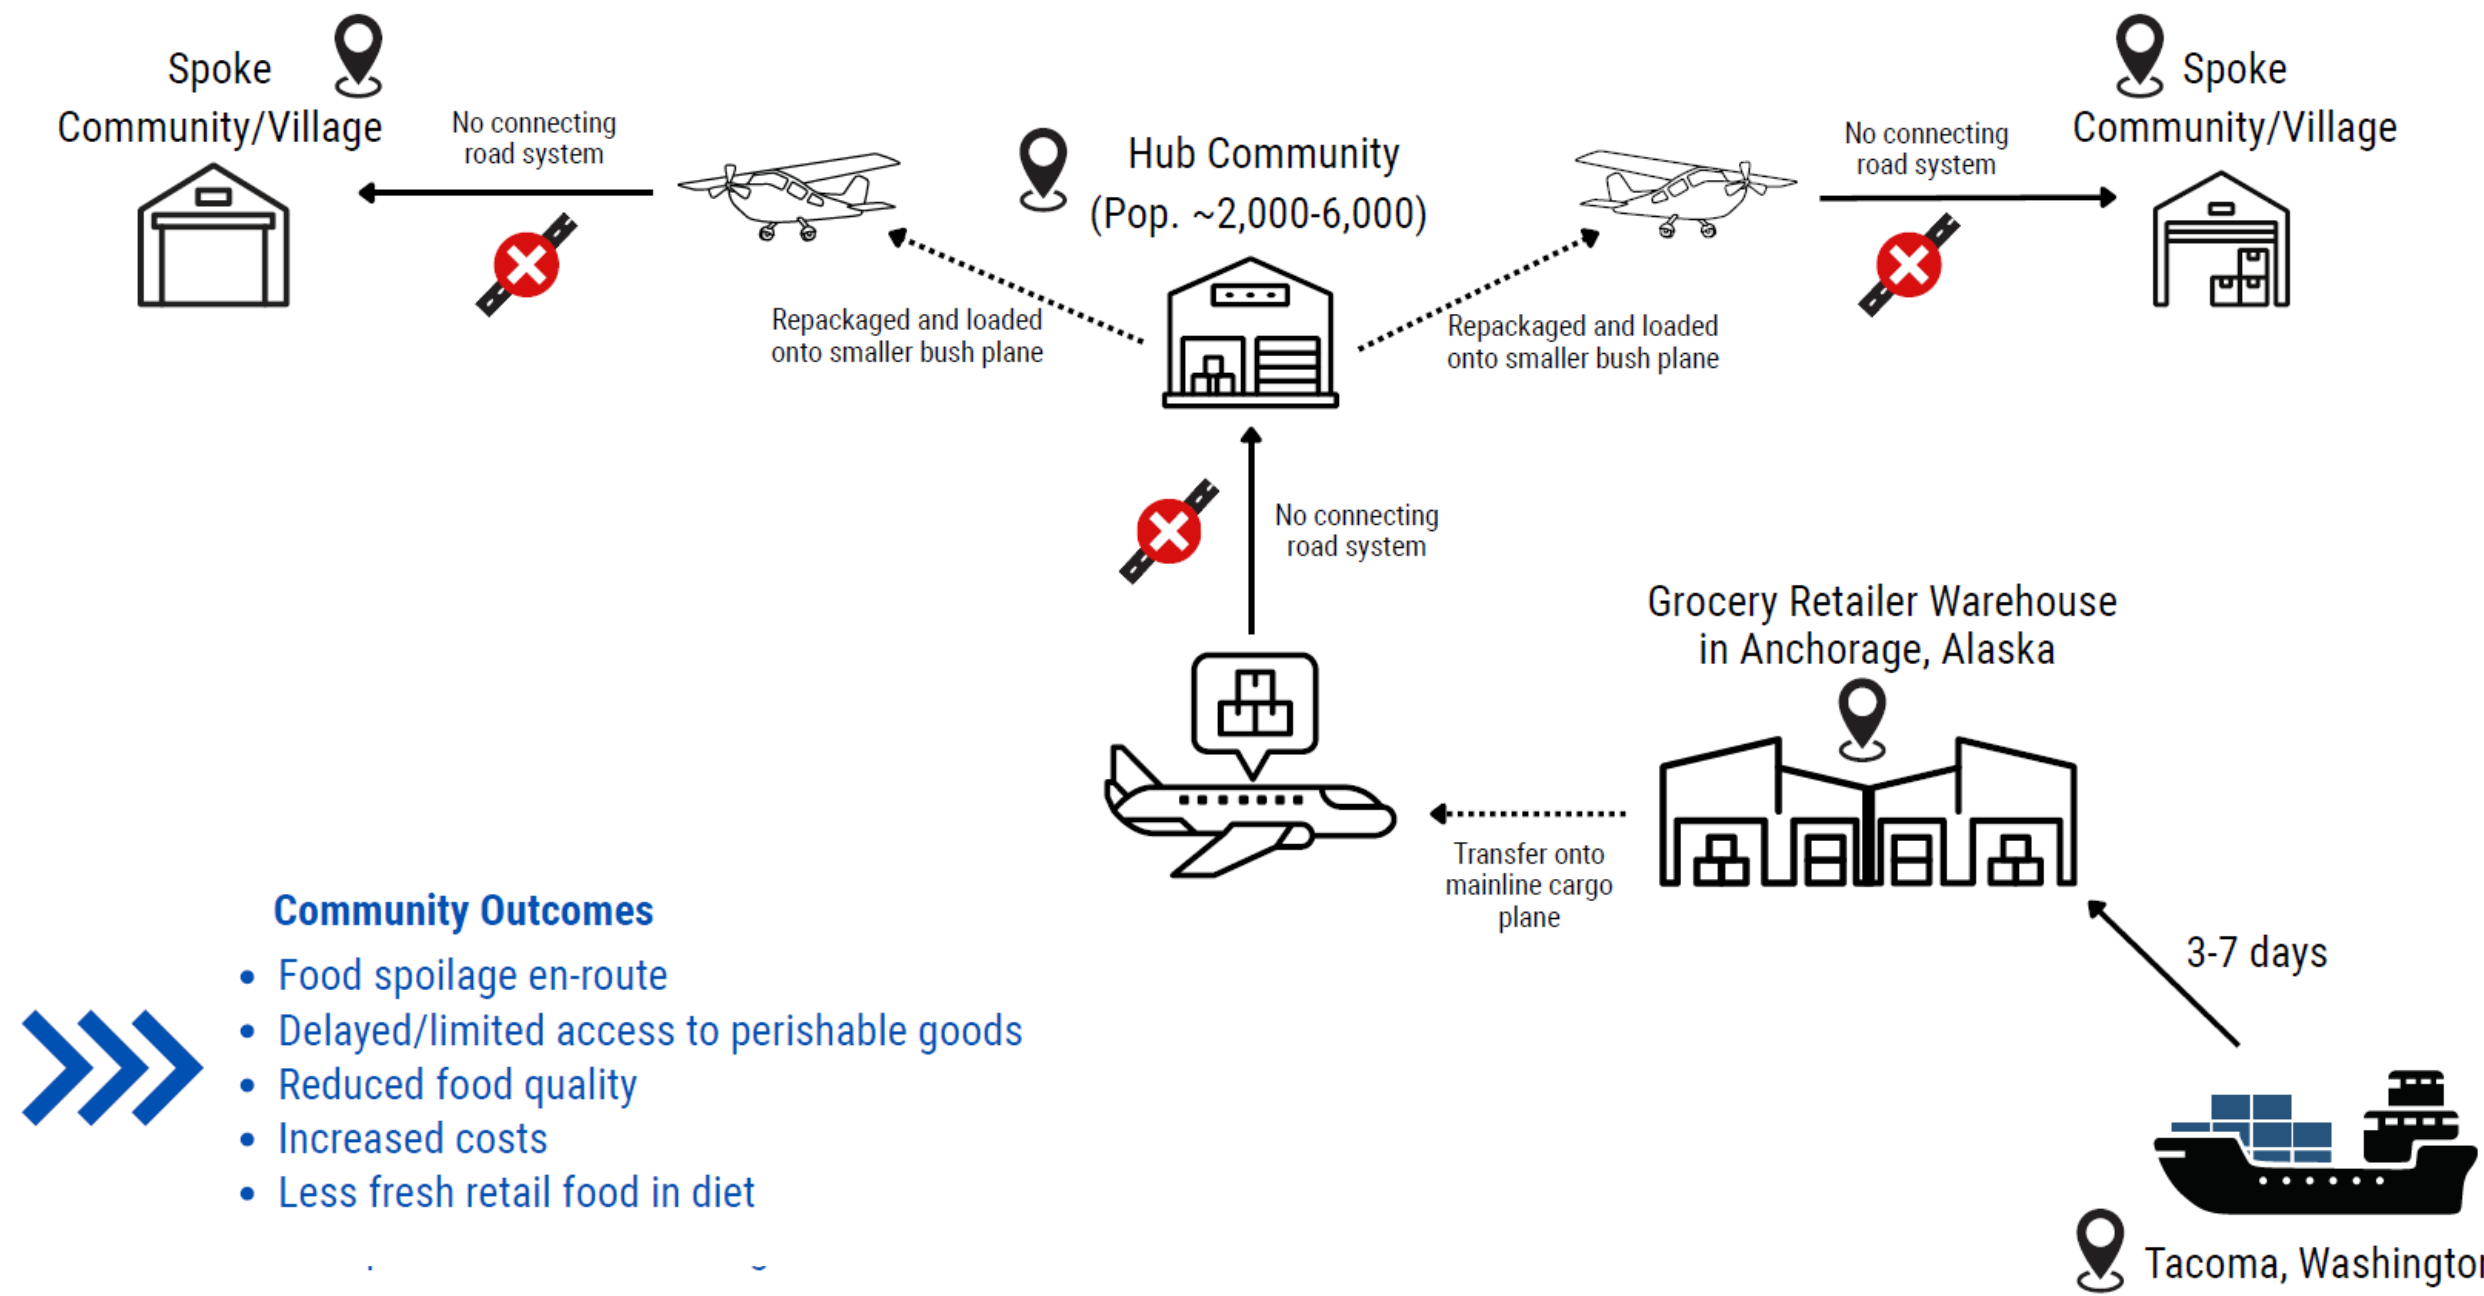 Spoke
Community/Village
No connecting
road system
Hub Community
(Pop. ~2,000-6,000)
No connecting
road system
Spoke
Community/Village
Repackaged and loaded
onto smaller bush plane
Repackaged and loaded
onto smaller bush plane
No connecting
road system
Grocery Retailer Warehouse
in Anchorage, Alaska
Transfer onto
mainline cargo
plane
3-7 days
Community Outcomes
• Food spoilage en-route
• Delayed/limited access to perishable goods
• Reduced food quality
• Increased costs
• Less fresh retail food in diet
Tacoma, Washington